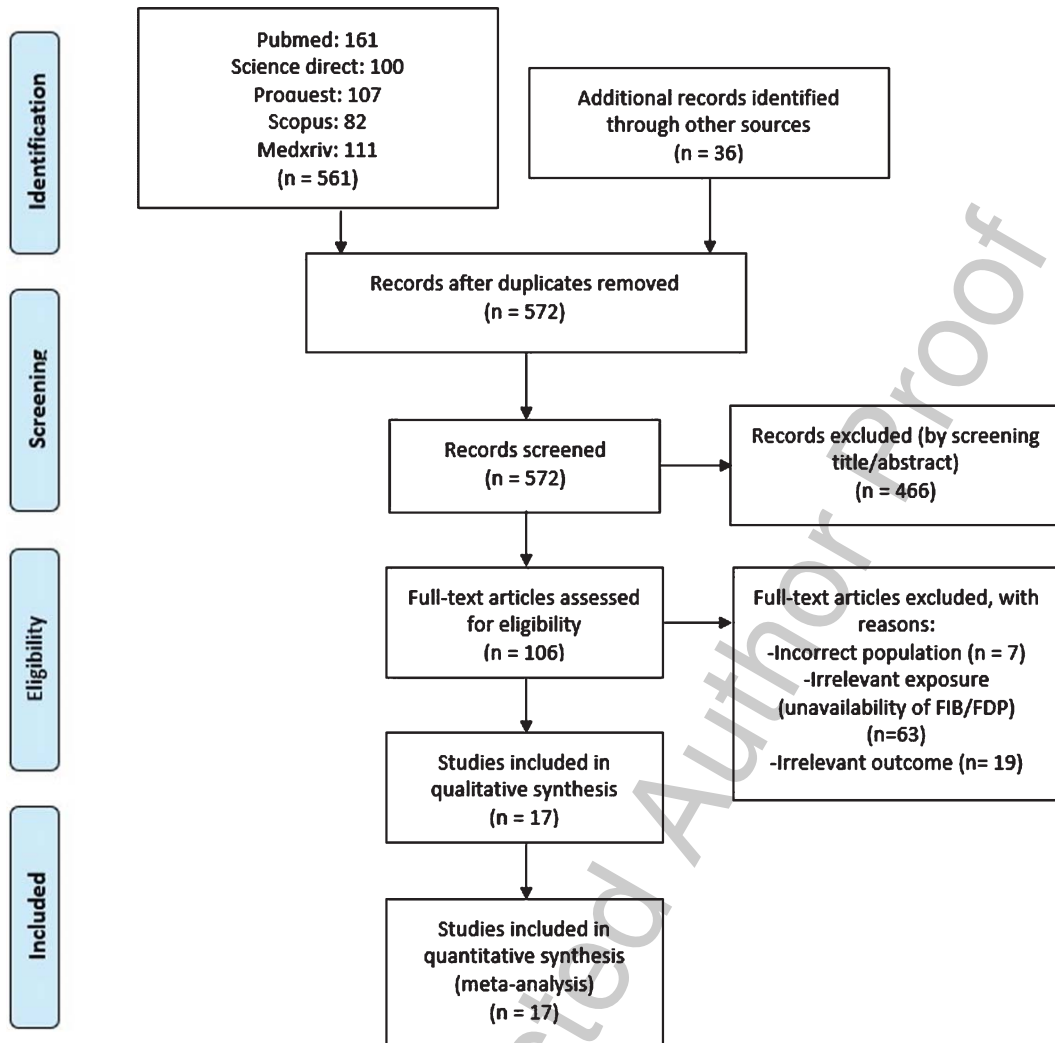 Identification
Pubmed: 161
Science direct: 100
Proquest: 107
Scopus: 82
Medxriv: 111
(n = 561)
Additional records identified
through other sources
(n = 36)
Records after duplicates removed
(n = 572)
Screening
Records screened
(n = 572)
Records excluded (by screening
title/abstract)
(n = 466)
Eligibility
Full-text articles assessed
for eligibility
(n = 106)
Full-text articles excluded, with
reasons:
-Incorrect population (n = 7)
-Irrelevant exposure
(unavailability of FIB/FDP)
(n=63)
-Irrelevant outcome (n= 19)
Studies included in
qualitative synthesis
(n = 17)
Included
Studies included in
quantitative synthesis
(meta-analysis)
(n = 17)
cted Author Proof